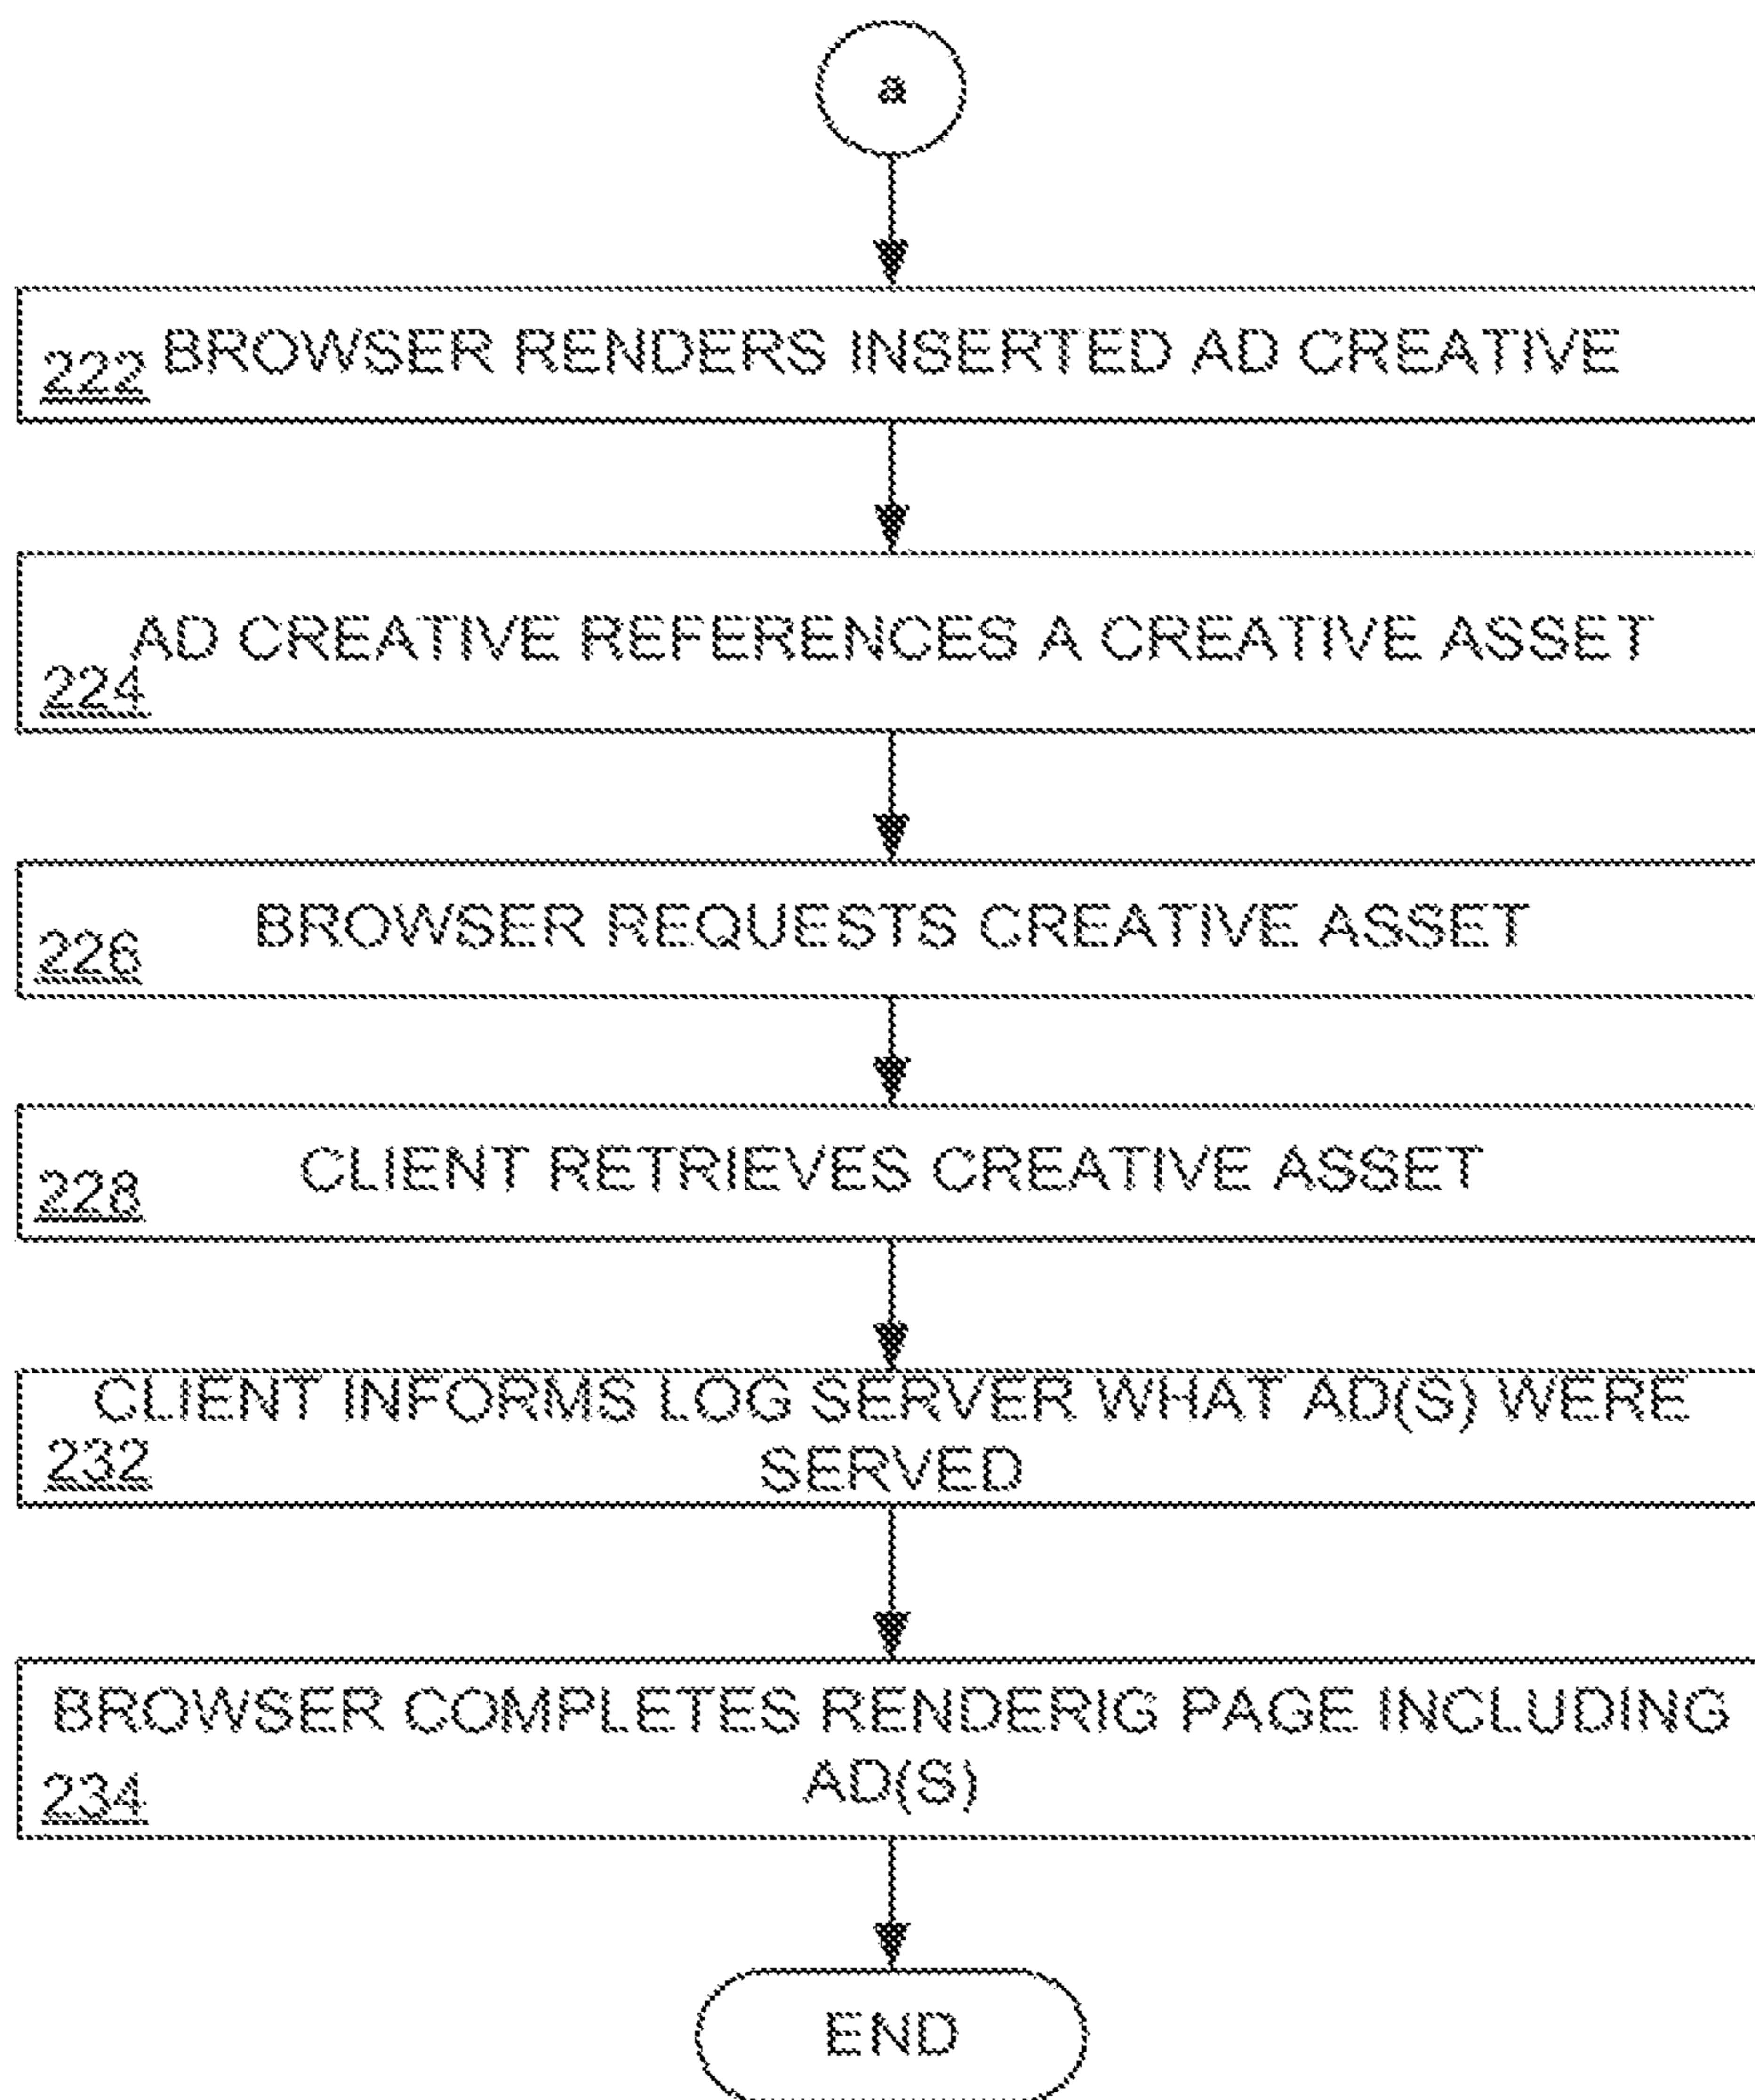 a
222 BROWSER RENDERS INSERTED AD CREATIVE
AD CREATIVE REFERENCES A CREATIVE ASSET
224
BROWSER REQUESTS CREATIVE ASSET
226
CLIENT RETRIEVES CREATIVE ASSET
228
CLIENT INFORMS LOG SERVER WHAT AD(S) WERE
232
SERVED
BROWSER COMPLETES RENDERIG PAGE INCLUDING
AD(S)
234
END